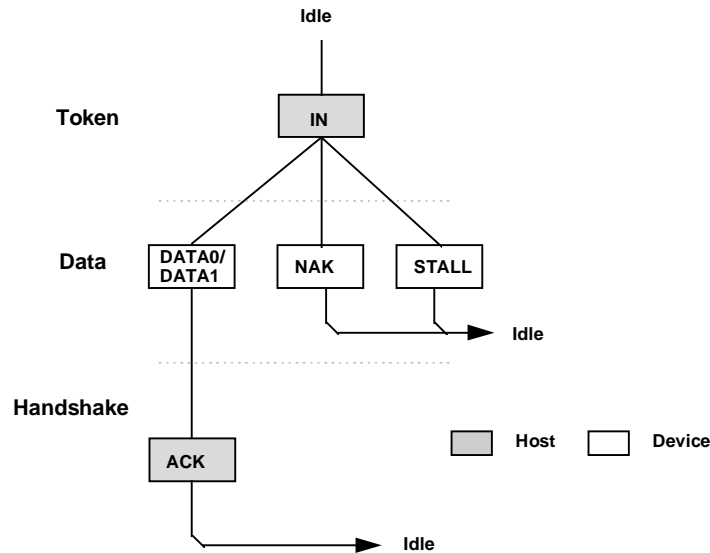 Idle
Token
IN
Data
DATA0/
DATA1
NAK
STALL
Idle
Handshake
ACK
Host
Device
Idle